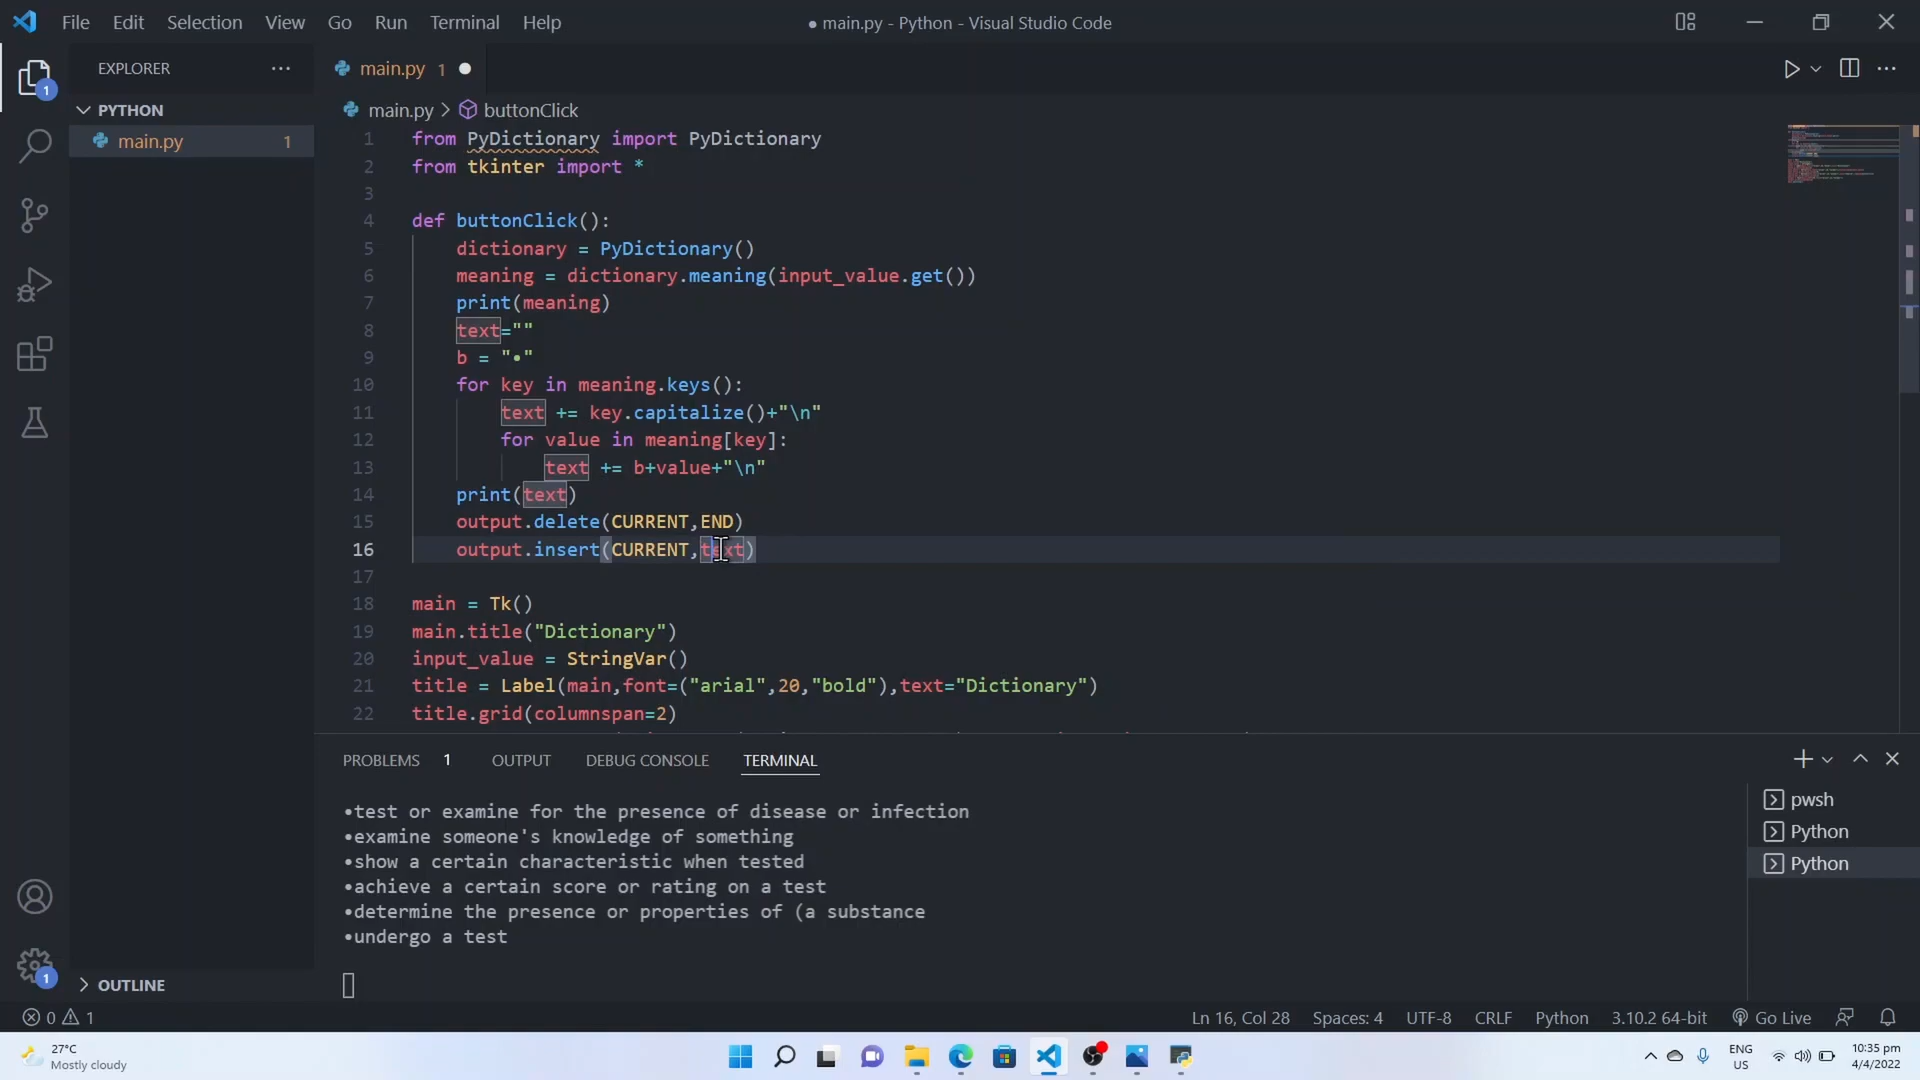 File Edit Selection View Go Run Terminal Help
● main.py - Python - Visual Studio Code
EXPLORER
PYTHON
main.py 1
1
OUTLINE
1
main.py 1
main.py > buttonClick
1 from PyDictionary import PyDictionary
2 from tkinter import *
3
4 def buttonClick():
5 dictionary = PyDictionary()
6 meaning = dictionary.meaning(input_value.get())
7 print(meaning)
8 text=""
9 b = "•"
10 for key in meaning.keys():
11 text += key.capitalize()+"\n"
12 for value in meaning[key]:
13 text += b+value+"\n"
14 print(text)
15 output.delete(CURRENT,END)
16 output.insert(CURRENT,text)
17
18 main = Tk()
19 main.title("Dictionary")
20 input_value = StringVar()
21 title = Label(main,font=("arial",20,"bold"),text="Dictionary")
22 title.grid(columnspan=2)
PROBLEMS 1 OUTPUT DEBUG CONSOLE TERMINAL
•test or examine for the presence of disease or infection
•examine someone's knowledge of something
•show a certain characteristic when tested
•achieve a certain score or rating on a test
•determine the presence or properties of (a substance
•undergo a test
pwsh
Python
Python
0 1
Ln 16, Col 28 Spaces: 4 UTF-8 CRLF Python 3.10.2 64-bit Go Live
27°C
Mostly cloudy
ENG
US
10:35 pm
4/4/2022